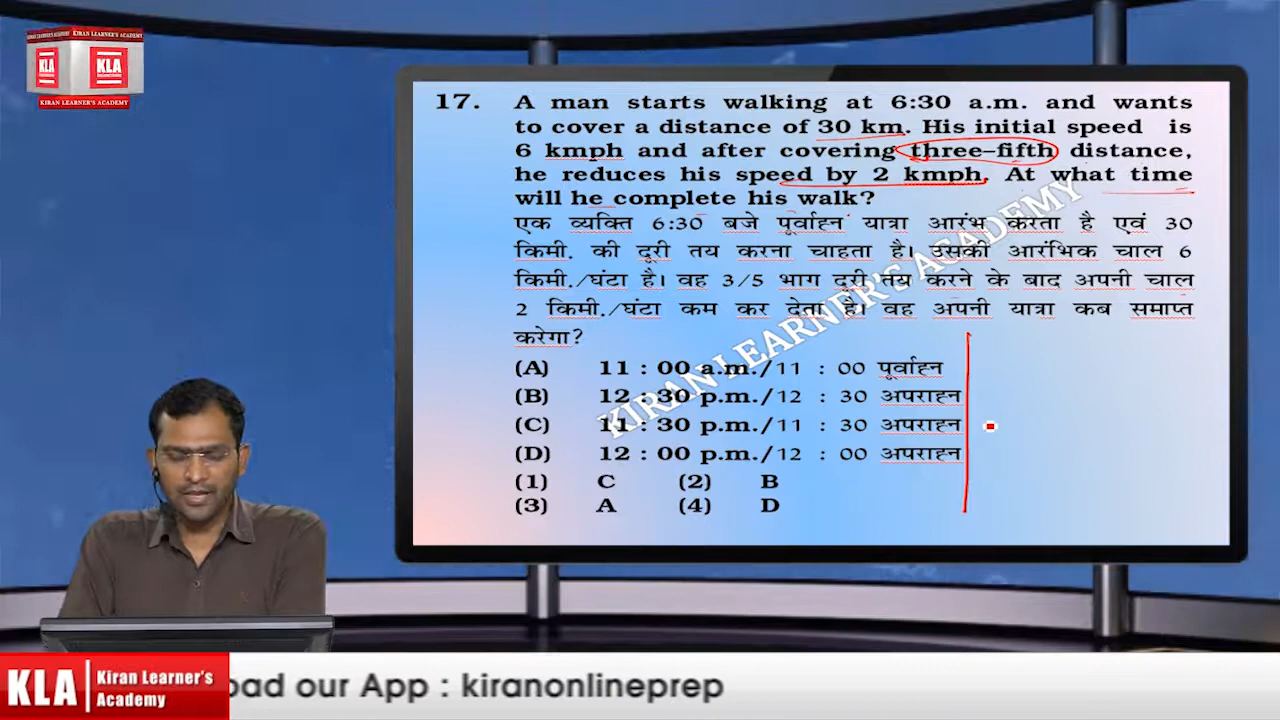 KIRAN LEARNER'S ACADEMY
KLA
KLA
KIRAN LEARNER'S ACADEMY
17. A man starts walking at 6:30 a.m. and wants
to cover a distance of 30 km. His initial speed is
6 kmph and after covering three–fifth distance,
he reduces his speed by 2 kmph. At what time
will he complete his walk?
एक व्यक्ति 6:30 बजे पूर्वाह्न यात्रा आरंभ करता है एवं 30
किमी. की दूरी तय करना चाहता है। उसकी आरंभिक चाल 6
किमी./घंटा है। वह 3/5 भाग दूरी तय करने के बाद अपनी चाल
2 किमी./घंटा कम कर देता है। वह अपनी यात्रा कब समाप्त
करेगा?
(A) 11 : 00 a.m./11 : 00 पूर्वाह्न
(B) 12 : 30 p.m./12 : 30 अपराह्न
(C) 11 : 30 p.m./11 : 30 अपराह्न
(D) 12 : 00 p.m./12 : 00 अपराह्न
(1) C (2) B
(3) A (4) D
KIRAN LEARNER'S ACADEMY
KLA Kiran Learner's
Academy
oad our App : kiranonlineprep